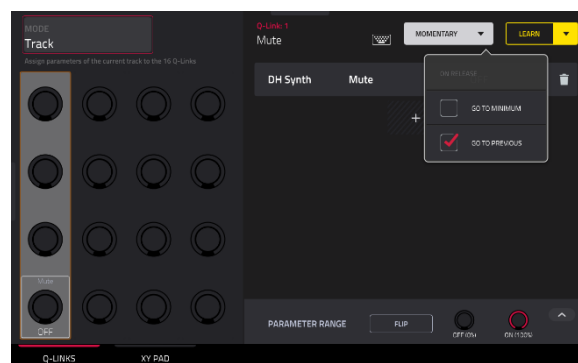 MODE
Track
Assign parameters of the current track to the 16 Q-Links
Mute
OFF
Q-LINKS
XY PAD
Q-Link: 1
Mute
MOMENTARY
LEARN
DH Synth
Mute
ON RELEASE
+
GO TO MINIMUM
GO TO PREVIOUS
PARAMETER RANGE
FLIP
OFF (0%)
ON (100%)